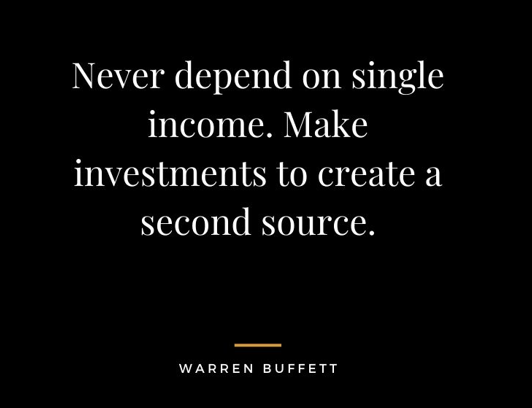 Never depend on single
income. Make
investments to create a
second source.
WARREN BUFFETT